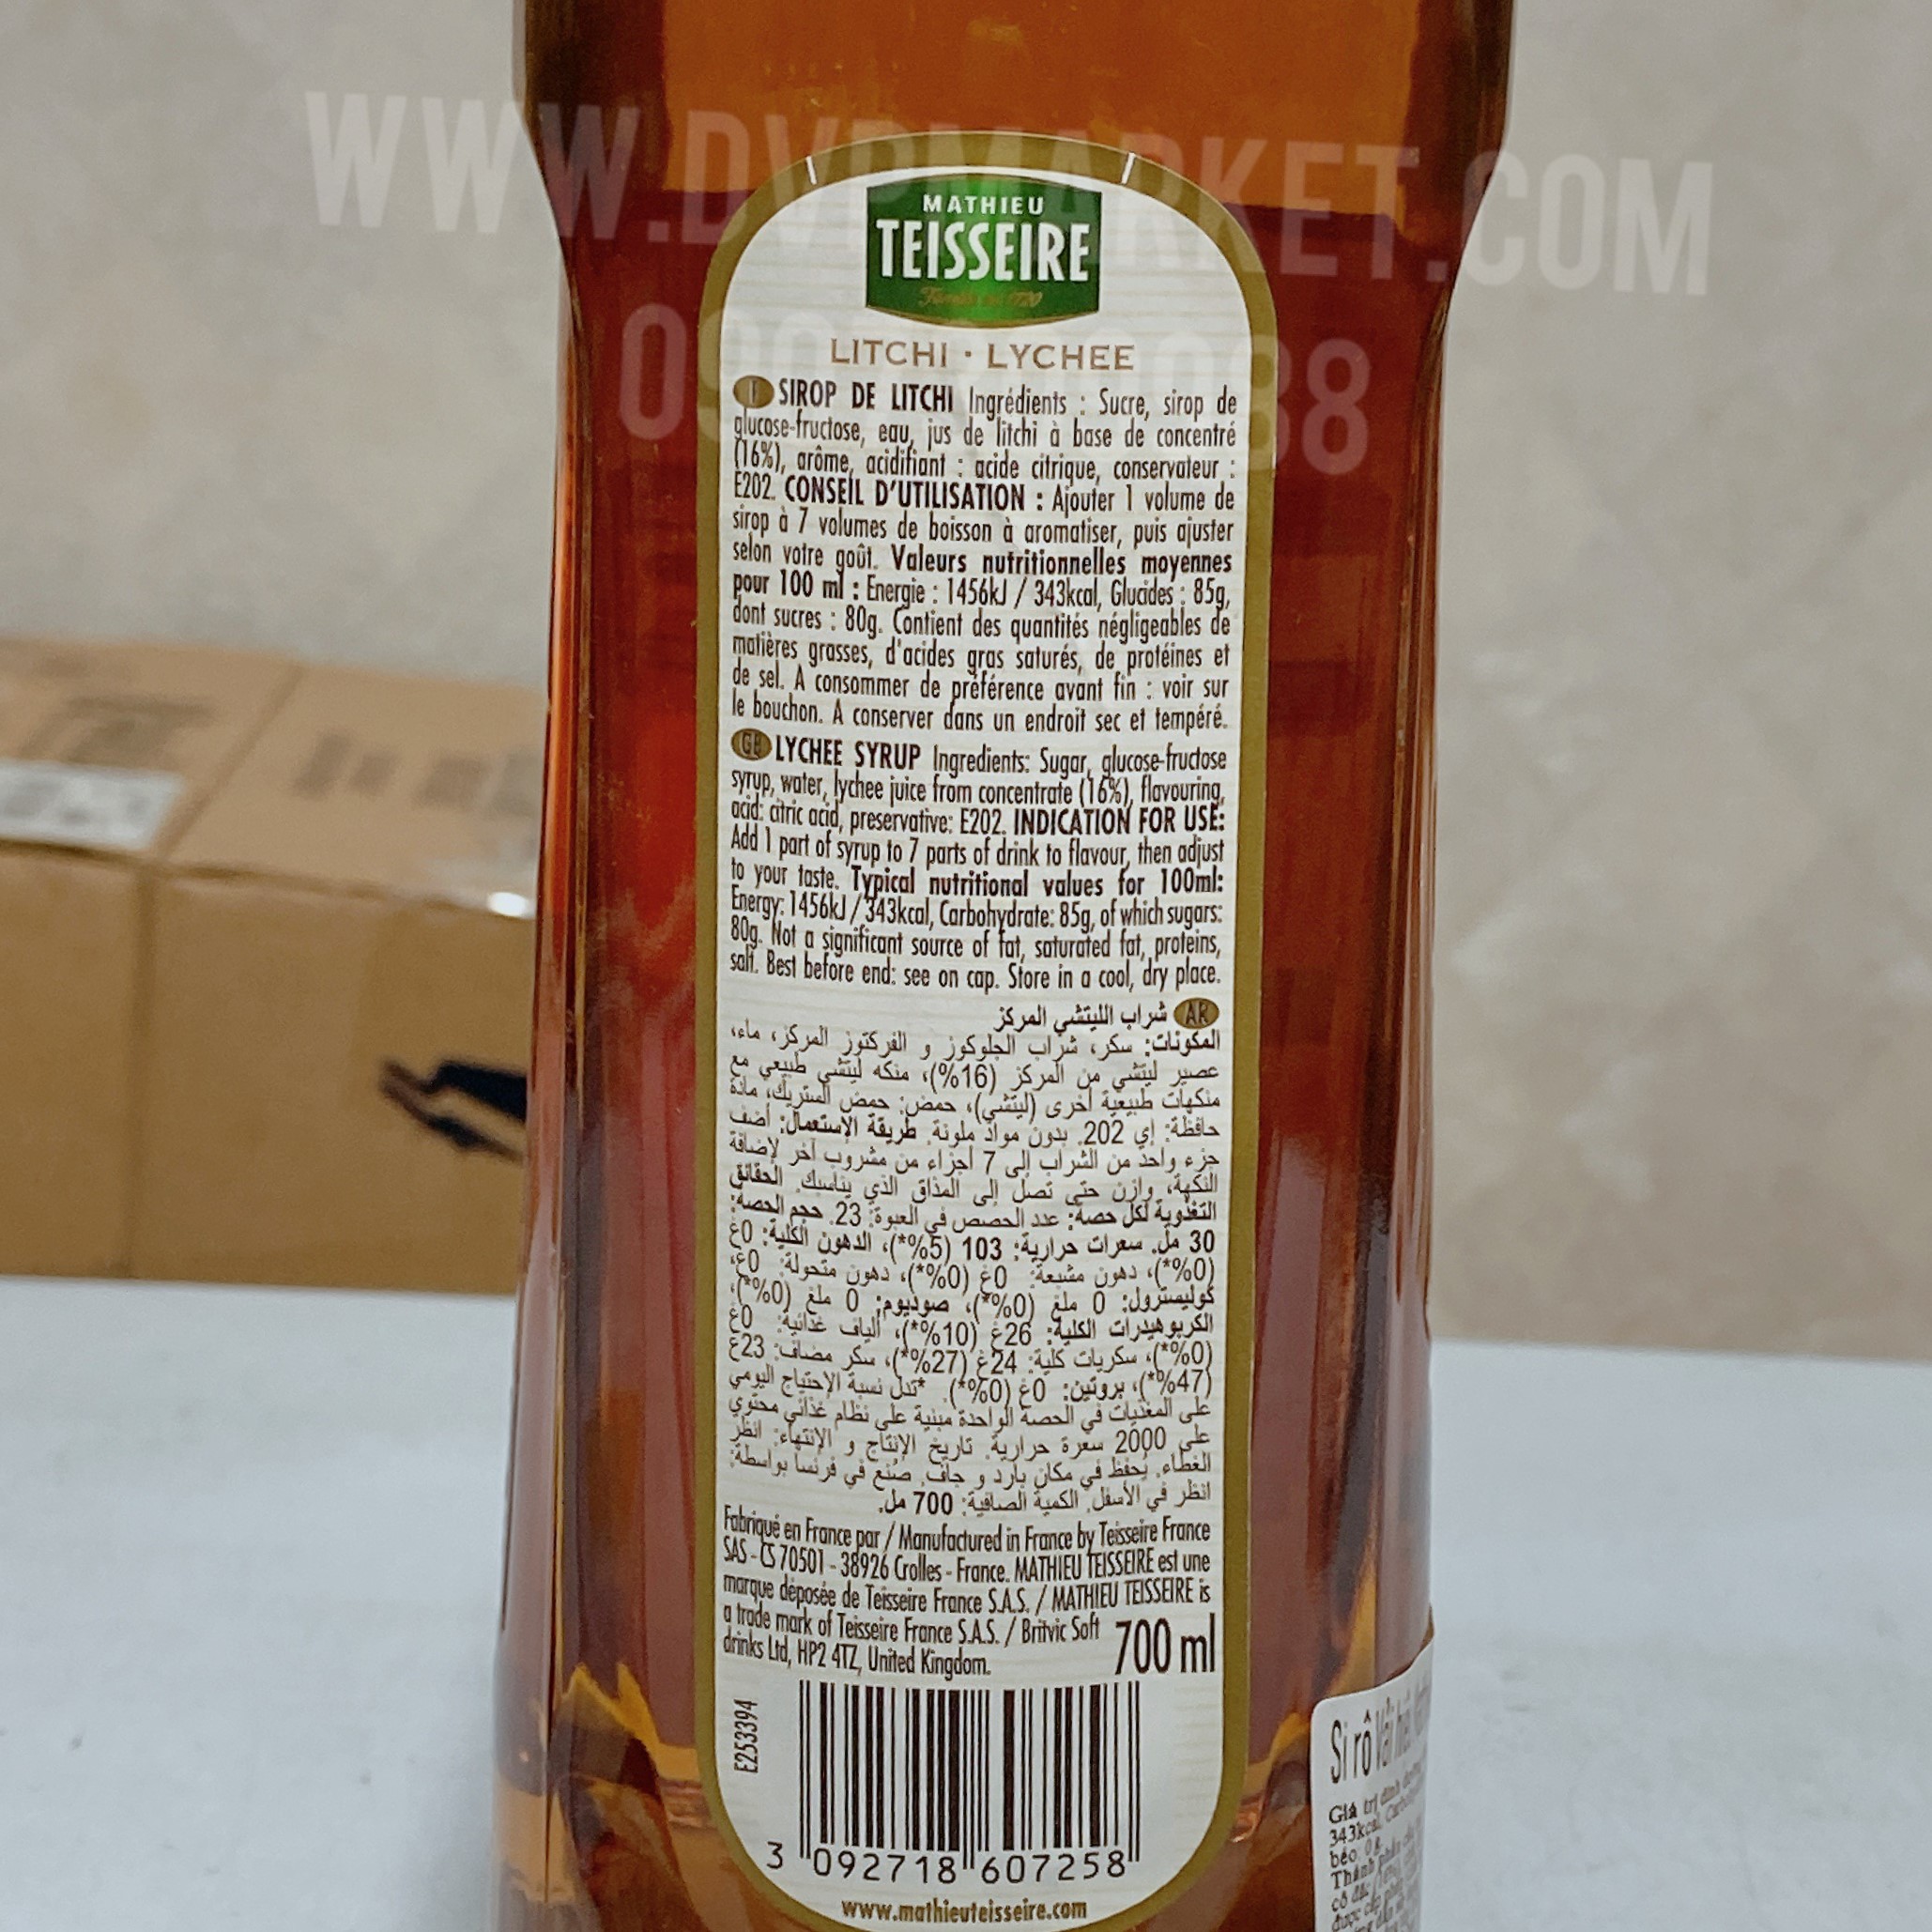 WWW.DVPMARKET.COM
MATHIEU
TEISSEIRE
LITCHI · LYCHEE
F SIROP DE LITCHI Ingrédients : Sucre, sirop de
glucose-fructose, eau, jus de litchi à base de concentré
(16%), arôme, acidifiant : acide citrique, conservateur :
E202. CONSEIL D'UTILISATION : Ajouter 1 volume de
sirop à 7 volumes de boisson à aromatiser, puis ajuster
selon votre goût. Valeurs nutritionnelles moyennes
pour 100 ml : Energie : 1456kJ / 343kcal, Glucides : 85g,
dont sucres : 80g. Contient des quantités négligeables de
matières grasses, d'acides gras saturés, de protéines et
de sel. A consommer de préférence avant fin : voir sur
le bouchon. A conserver dans un endroit sec et tempéré.
GB LYCHEE SYRUP Ingredients: Sugar, glucose-fructose
syrup, water, lychee juice from concentrate (16%), flavouring,
acid: citric acid, preservative: E202. INDICATION FOR USE:
Add 1 part of syrup to 7 parts of drink to flavour, then adjust
to your taste. Typical nutritional values for 100ml:
Energy: 1456kJ / 343kcal, Carbohydrate: 85g, of which sugars:
80g. Not a significant source of fat, saturated fat, proteins,
salt. Best before end: see on cap. Store in a cool, dry place.
AR شراب الليتشي المركز
المكونات: سكر، شراب الجلوكوز و الفركتوز المركز، ماء،
عصير ليتشي من المركز (16%)، منكه ليتشي طبيعي مع
منكهات طبيعية أخرى (ليتشي)، حمض: حمض الستريك، مادة
حافظة: إي 202. بدون مواد ملونة. طريقة الإستعمال: أضف
جزء واحد من الشراب إلى 7 أجزاء من مشروب آخر لإضافة
النكهة، وازن حتى تصل إلى المذاق الذي يناسبك. الحقائق
التغذوية لكل حصة: عدد الحصص في العبوة: 23. حجم الحصة:
30 مل. سعرات حرارية: 103 (5%*)، الدهون الكلية: 0غ
(0%*)، دهون مشبعة: 0غ (0%*)، دهون متحولة: 0غ،
كوليسترول: 0 ملغ (0%*)، صوديوم: 0 ملغ (0%*)،
الكربوهيدرات الكلية: 26غ (10%*)، ألياف غذائية: 0غ
(0%*)، سكريات كلية: 24غ (27%*)، سكر مضاف: 23غ
(47%*)، بروتين: 0غ (0%*). *تدل نسبة الإحتياج اليومي
على المغذيات في الحصة الواحدة مبنية على نظام غذائي محتوي
على 2000 سعرة حرارية. تاريخ الإنتاج و الإنتهاء: انظر
الغطاء. يُحفظ في مكان بارد و جاف. صُنع في فرنسا بواسطة:
انظر في الأسفل. الكمية الصافية: 700 مل.
Fabriqué en France par / Manufactured in France by Teisseire France
SAS - CS 70501 - 38926 Crolles - France. MATHIEU TEISSEIRE est une
marque déposée de Teisseire France S.A.S. / MATHIEU TEISSEIRE is
a trade mark of Teisseire France S.A.S. / Britvic Soft
drinks Ltd, HP2 4TZ, United Kingdom.
700 ml
E253394
3 092718 607258
www.mathieuteisseire.com
Si rô Vải
Giá trị dinh dưỡng
343kcal,
béo: 0g
Thành phần
cô đặc
được